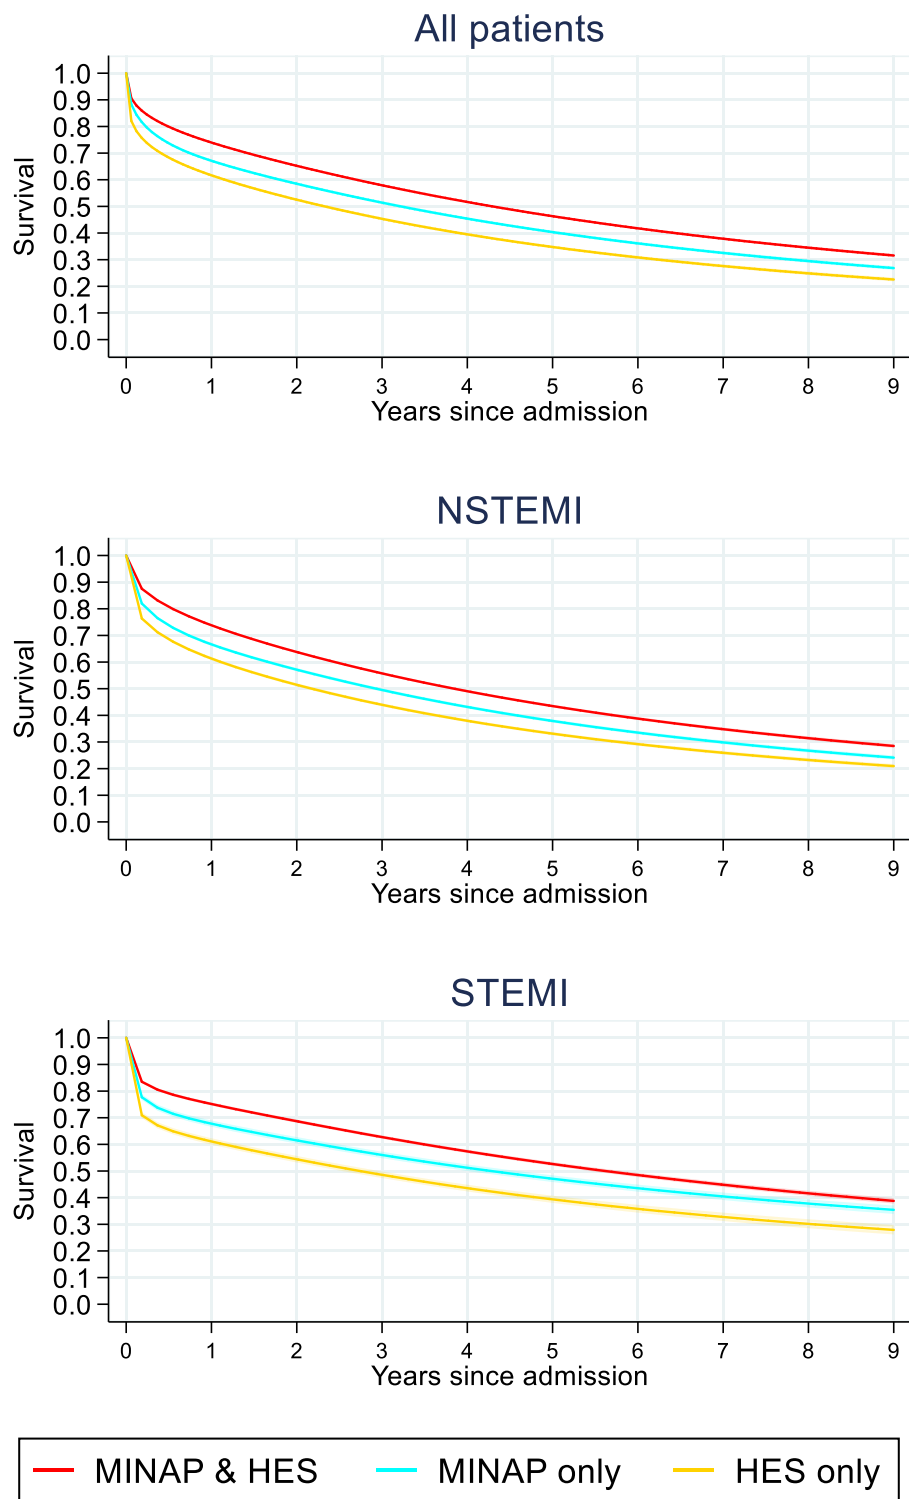 All patients
Survival
1.0
0.9
0.8
0.7
0.6
0.5
0.4
0.3
0.2
0.1
0.0
0 1 2 3 4 5 6 7 8 9
Years since admission
NSTEMI
Survival
1.0
0.9
0.8
0.7
0.6
0.5
0.4
0.3
0.2
0.1
0.0
0 1 2 3 4 5 6 7 8 9
Years since admission
STEMI
Survival
1.0
0.9
0.8
0.7
0.6
0.5
0.4
0.3
0.2
0.1
0.0
0 1 2 3 4 5 6 7 8 9
Years since admission
MINAP & HES MINAP only HES only